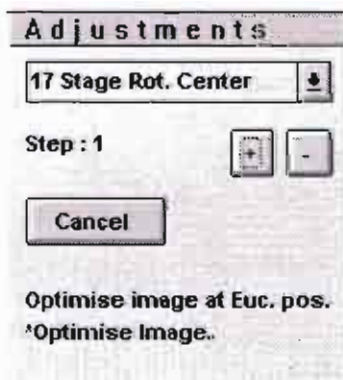 Adjustments
17 Stage Rot. Center
Step : 1
+ -
Cancel
Optimise image at Euc. pos.
*Optimise Image..